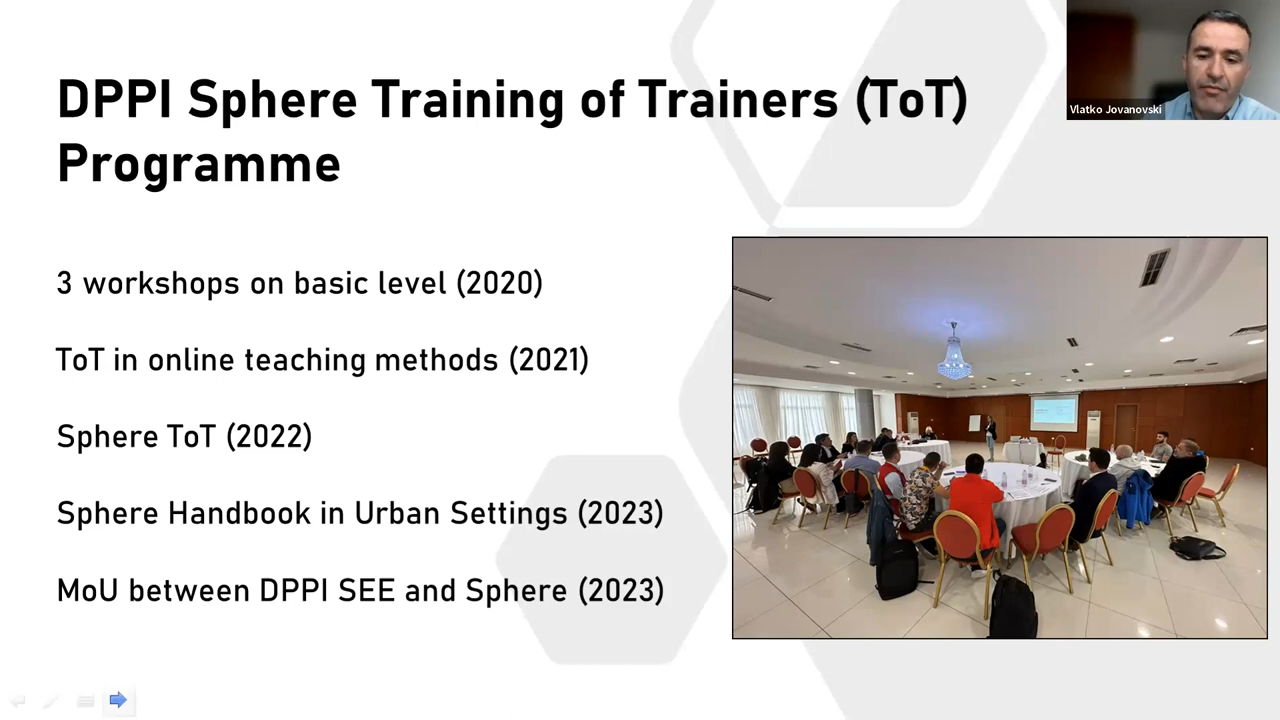 DPPI Sphere Training of Trainers (ToT)
Programme
Vlatko Jovanovski
3 workshops on basic level (2020)
ToT in online teaching methods (2021)
Sphere ToT (2022)
Sphere Handbook in Urban Settings (2023)
MoU between DPPI SEE and Sphere (2023)